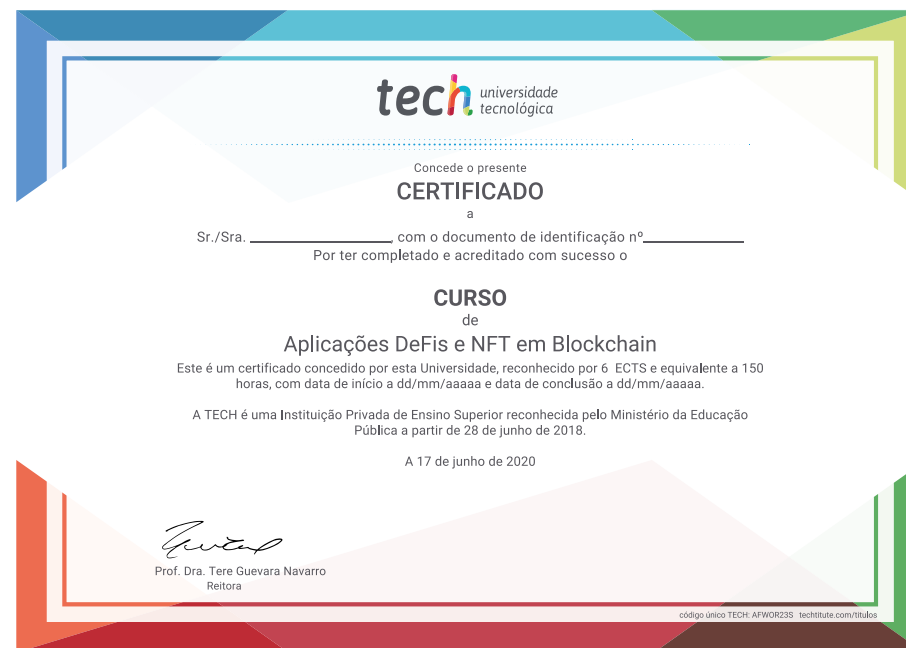 tech universidade
tecnológica
Concede o presente
CERTIFICADO
a
Sr./Sra. ________________, com o documento de identificação nº____________
Por ter completado e acreditado com sucesso o
CURSO
de
Aplicações DeFis e NFT em Blockchain
Este é um certificado concedido por esta Universidade, reconhecido por 6 ECTS e equivalente a 150
horas, com data de início a dd/mm/aaaaa e data de conclusão a dd/mm/aaaaa.
A TECH é uma Instituição Privada de Ensino Superior reconhecida pelo Ministério da Educação
Pública a partir de 28 de junho de 2018.
A 17 de junho de 2020
Prof. Dra. Tere Guevara Navarro
Reitora
código único TECH: AFWOR23S techtitute.com/titulos